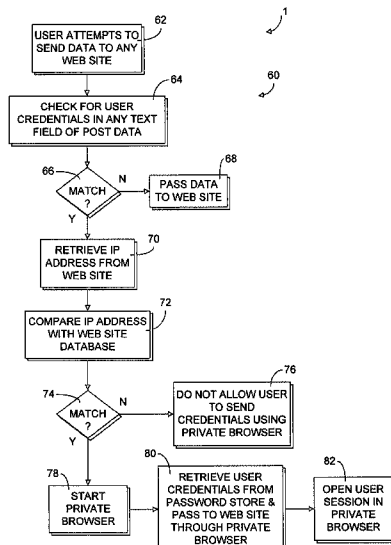 1
62
USER ATTEMPTS TO
SEND DATA TO ANY
WEB SITE
64
60
CHECK FOR USER
CREDENTIALS IN ANY TEXT
FIELD OF POST DATA
66
MATCH
?
N
Y
68
PASS DATA
TO WEB SITE
70
RETRIEVE IP
ADDRESS FROM
WEB SITE
72
COMPARE IP ADDRESS
WITH WEB SITE
DATABASE
74
MATCH
?
N
Y
76
DO NOT ALLOW USER
TO SEND
CREDENTIALS USING
PRIVATE BROWSER
78
START
PRIVATE
BROWSER
80
RETRIEVE USER
CREDENTIALS FROM
PASSWORD STORE &
PASS TO WEB SITE
THROUGH PRIVATE
BROWSER
82
OPEN USER
SESSION IN
PRIVATE
BROWSER